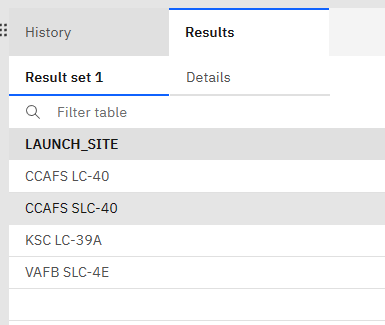 History Results
Result set 1 Details
Filter table
LAUNCH_SITE
CCAFS LC-40
CCAFS SLC-40
KSC LC-39A
VAFB SLC-4E